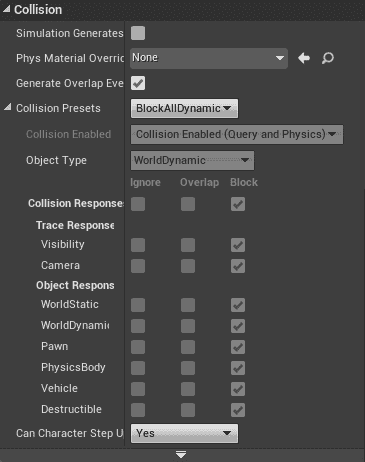 Collision
Simulation Generates
Phys Material Overric None
Generate Overlap Eve
Collision Presets BlockAllDynamic
Collision Enabled Collision Enabled (Query and Physics)
Object Type WorldDynamic
Ignore Overlap Block
Collision Responses
Trace Response
Visibility
Camera
Object Respons
WorldStatic
WorldDynamic
Pawn
PhysicsBody
Vehicle
Destructible
Can Character Step U Yes